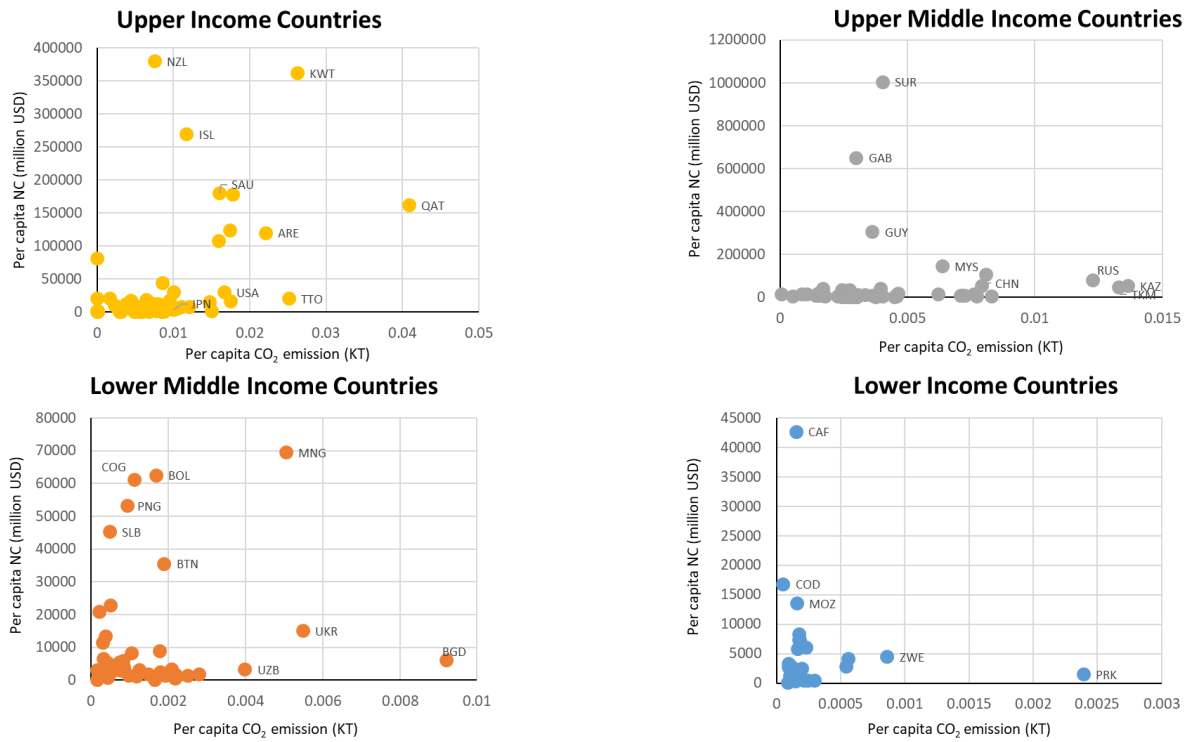 Upper Income Countries
Per capita NC (million USD)
400000
350000
300000
250000
200000
150000
100000
50000
0
NZL
KWT
ISL
SAU
QAT
ARE
USA
TTO
JPN
0
0.01
0.02
0.03
0.04
0.05
Per capita CO₂ emission (KT)
Upper Middle Income Countries
Per capita NC (million USD)
1200000
1000000
800000
600000
400000
200000
0
SUR
GAB
GUY
MYS
CHN
RUS
KAZ
TKM
0
0.005
0.01
0.015
Per capita CO₂ emission (KT)
Lower Middle Income Countries
Per capita NC (million USD)
80000
70000
60000
50000
40000
30000
20000
10000
0
MNG
COG
BOL
PNG
SLB
BTN
UKR
BGD
UZB
0
0.002
0.004
0.006
0.008
0.01
Per capita CO₂ emission (KT)
Lower Income Countries
Per capita NC (million USD)
45000
40000
35000
30000
25000
20000
15000
10000
5000
0
CAF
COD
MOZ
ZWE
PRK
0
0.0005
0.001
0.0015
0.002
0.0025
0.003
Per capita CO₂ emission (KT)